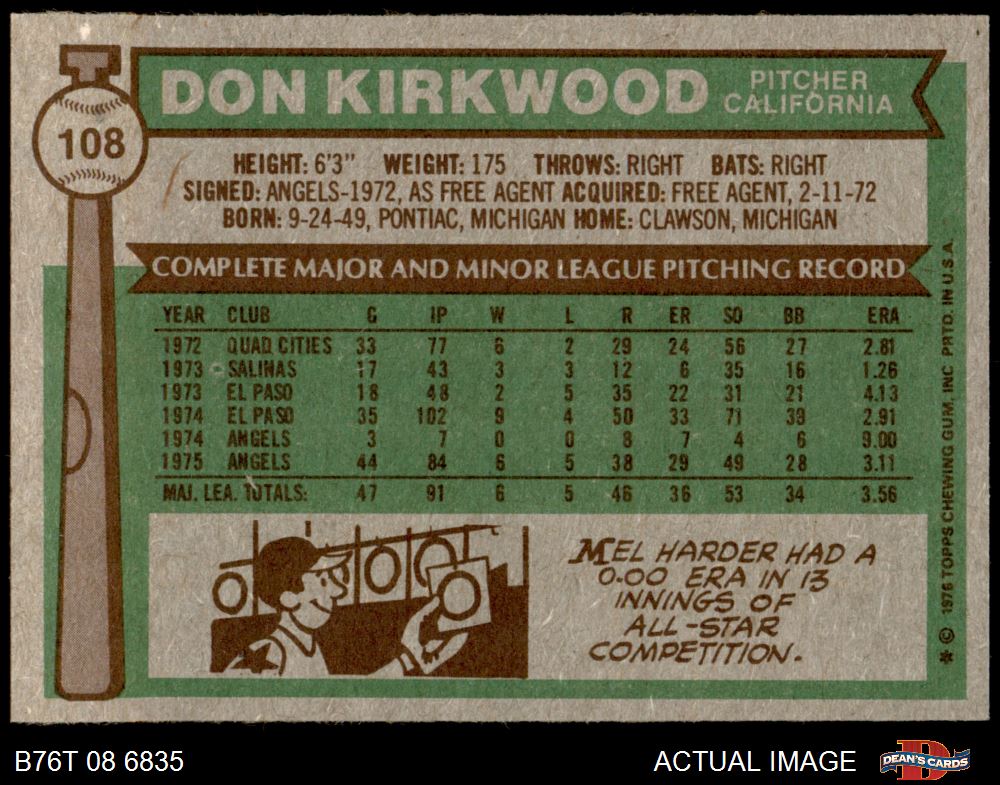 DON KIRKWOOD
PITCHER
CALIFORNIA
108
HEIGHT: 6'3" WEIGHT: 175 THROWS: RIGHT BATS: RIGHT
SIGNED: ANGELS-1972, AS FREE AGENT ACQUIRED: FREE AGENT, 2-11-72
BORN: 9-24-49, PONTIAC, MICHIGAN HOME: CLAWSON, MICHIGAN
COMPLETE MAJOR AND MINOR LEAGUE PITCHING RECORD
YEAR CLUB G IP W L R ER SO BB ERA
1972 QUAD CITIES 33 77 6 2 29 24 56 27 2.81
1973 SALINAS 17 43 3 3 12 6 35 16 1.26
1973 EL PASO 18 48 2 5 35 22 31 21 4.13
1974 EL PASO 35 102 9 4 50 33 71 39 2.91
1974 ANGELS 3 7 0 0 8 7 4 6 9.00
1975 ANGELS 44 84 6 5 38 29 49 28 3.11
MAJ. LEA. TOTALS: 47 91 6 5 46 36 53 34 3.56
MEL HARDER HAD A
0.00 ERA IN 13
INNINGS OF
ALL-STAR
COMPETITION.
* © 1976 TOPPS CHEWING GUM, INC PRTD. IN U.S.A.
B76T 08 6835
ACTUAL IMAGE
D
DEAN'S CARDS